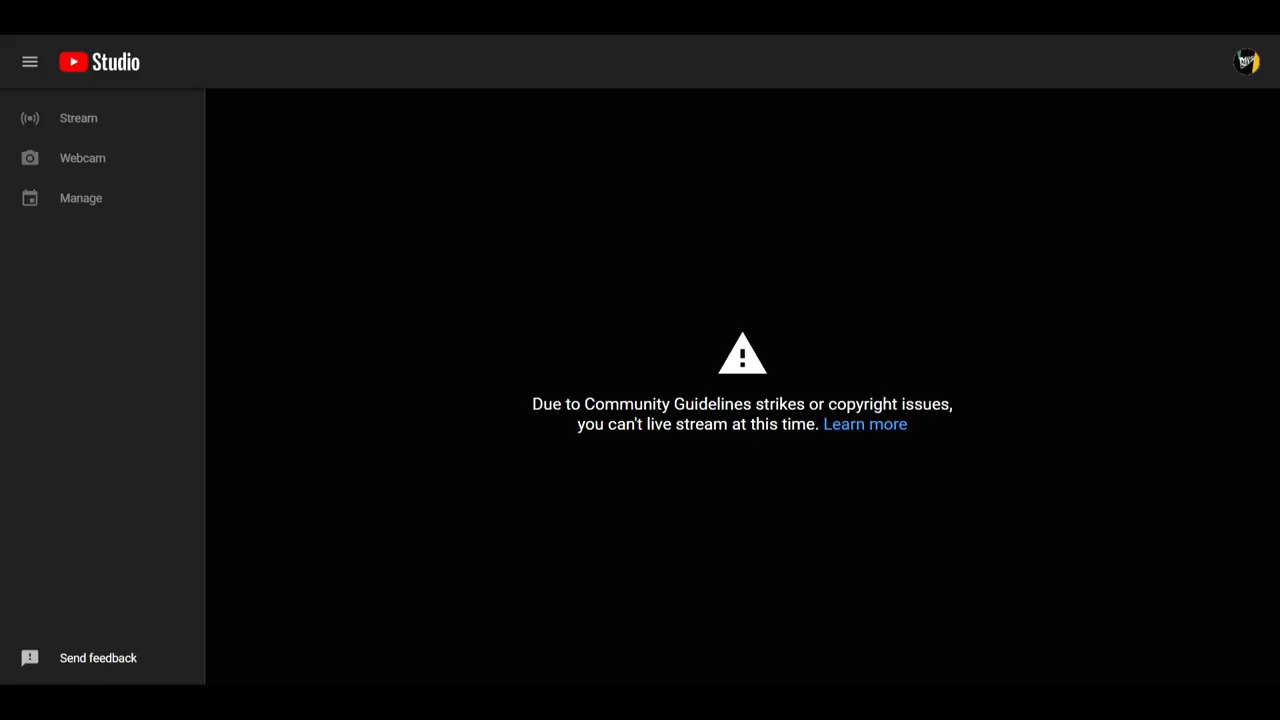 Studio
Stream
Webcam
Manage
Due to Community Guidelines strikes or copyright issues,
you can't live stream at this time. Learn more
Send feedback